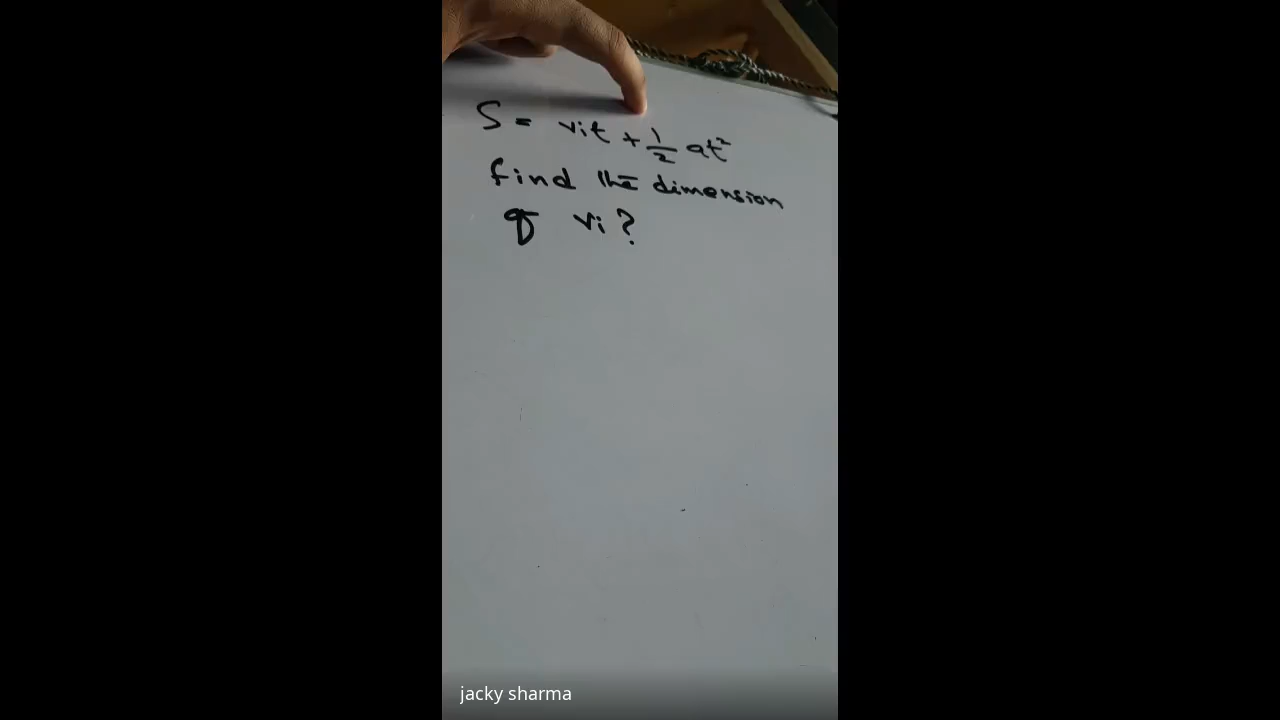 S = vit + 1/2 at²
find the dimension
of vi?
jacky sharma